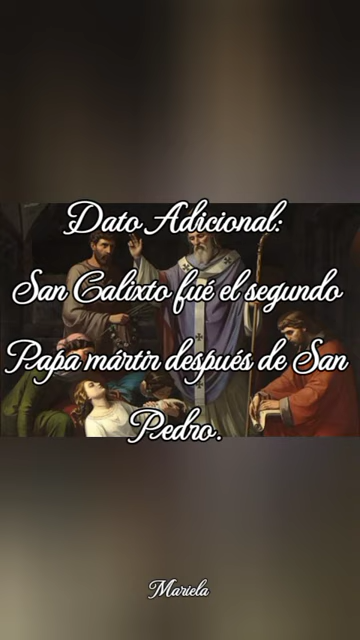 Dato Adicional:
San Calixto fué el segundo
Papa mártir después de San
Pedro.
Mariela